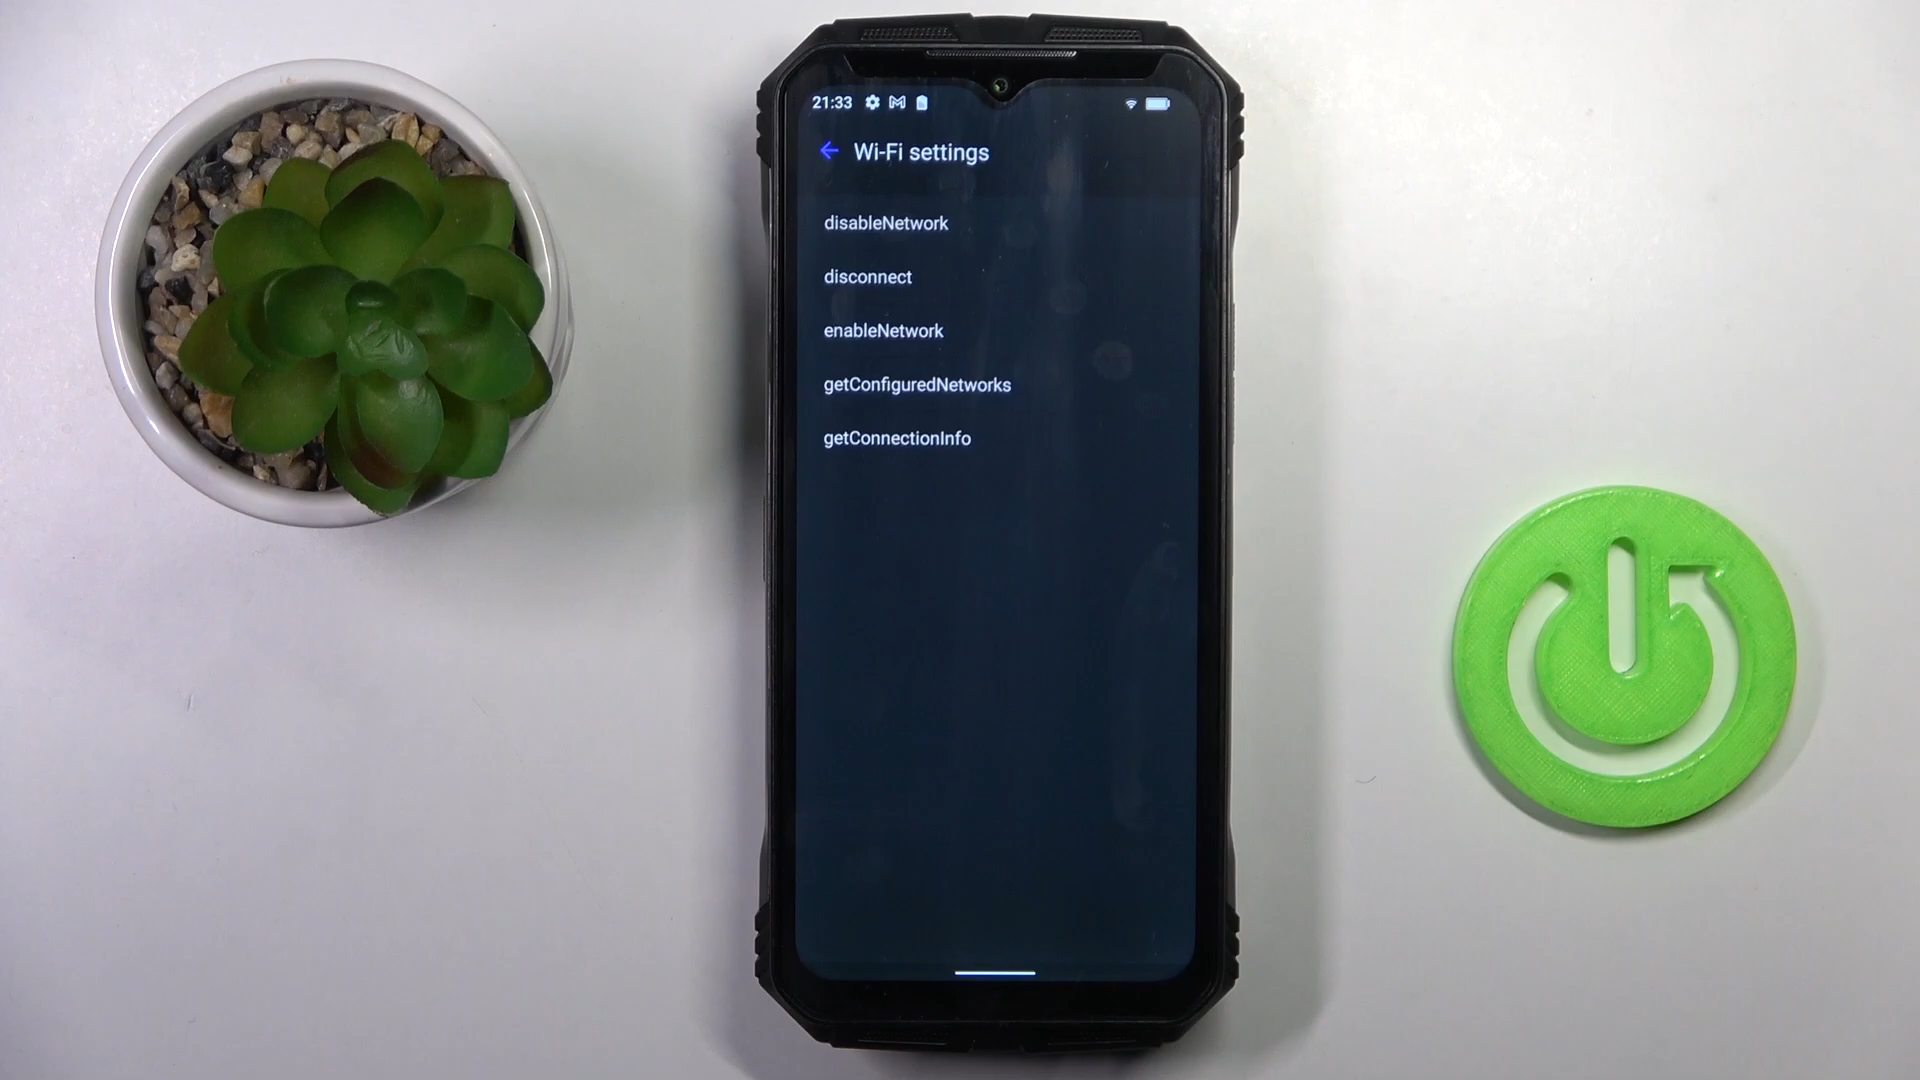 21:33
Wi-Fi settings
disableNetwork
disconnect
enableNetwork
getConfiguredNetworks
getConnectionInfo